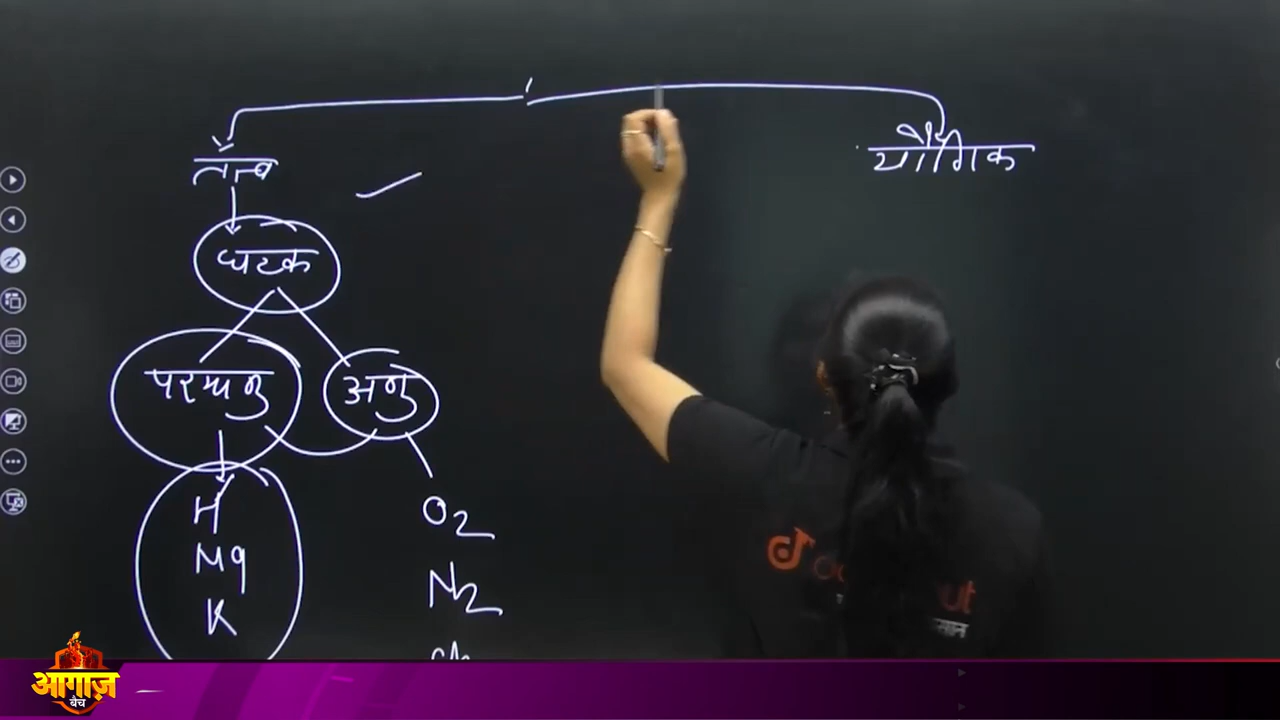 तत्व
यौगिक
घटक
परमाणु अणु
H
Mg
K
O2
N2
आगाज़
बैच